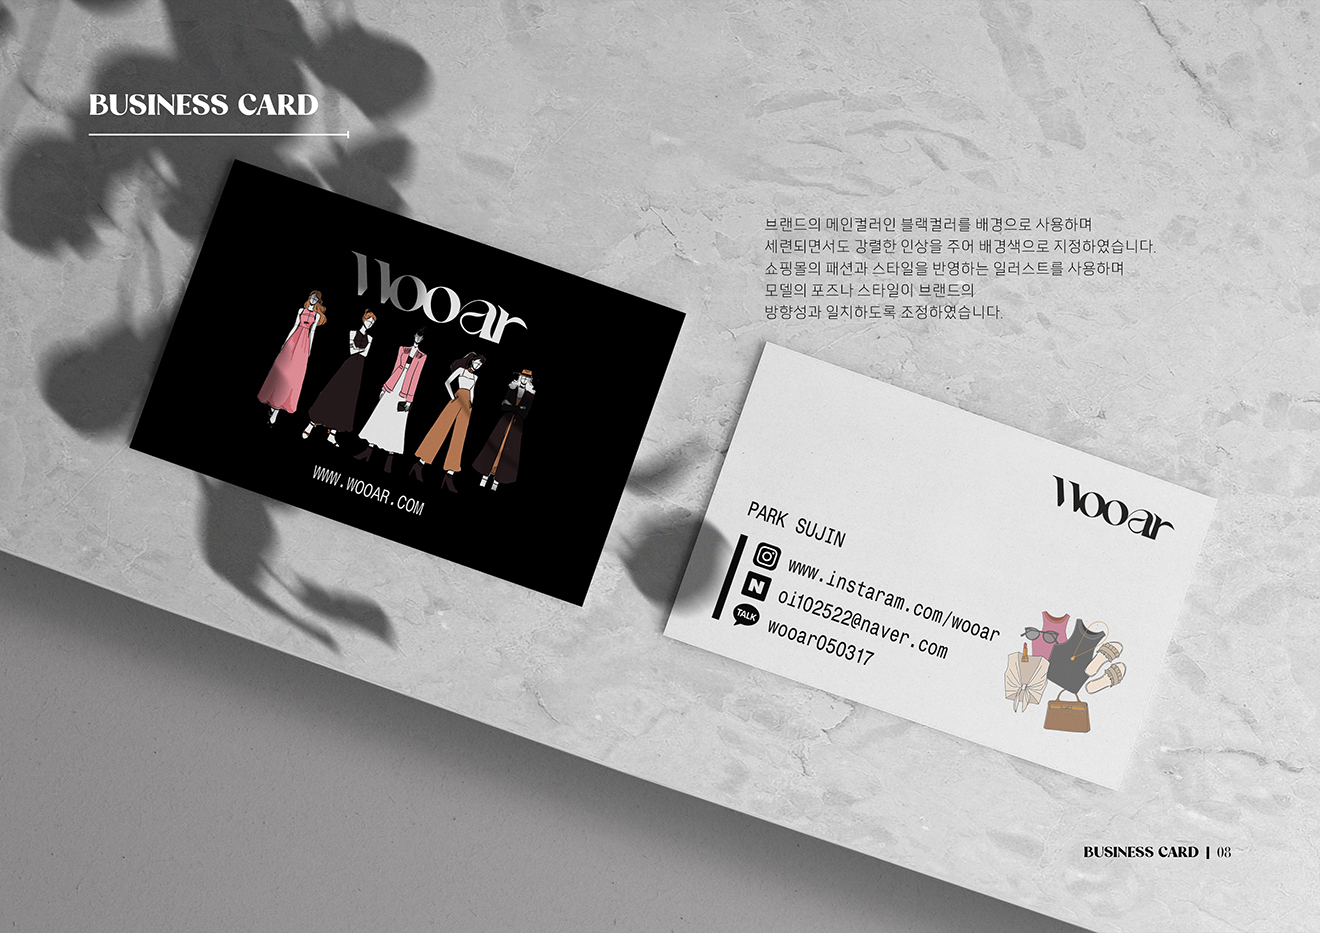 BUSINESS CARD
Wooar
WWW.WOOAR.COM
브랜드의 메인컬러인 블랙컬러를 배경으로 사용하며
세련되면서도 강렬한 인상을 주어 배경색으로 지정하였습니다.
쇼핑몰의 패션과 스타일을 반영하는 일러스트를 사용하며
모델의 포즈나 스타일이 브랜드의
방향성과 일치하도록 조정하였습니다.
Wooar
PARK SUJIN
www.instaram.com/wooar
N
oi102522@naver.com
TALK
wooar050317
BUSINESS CARD | 08